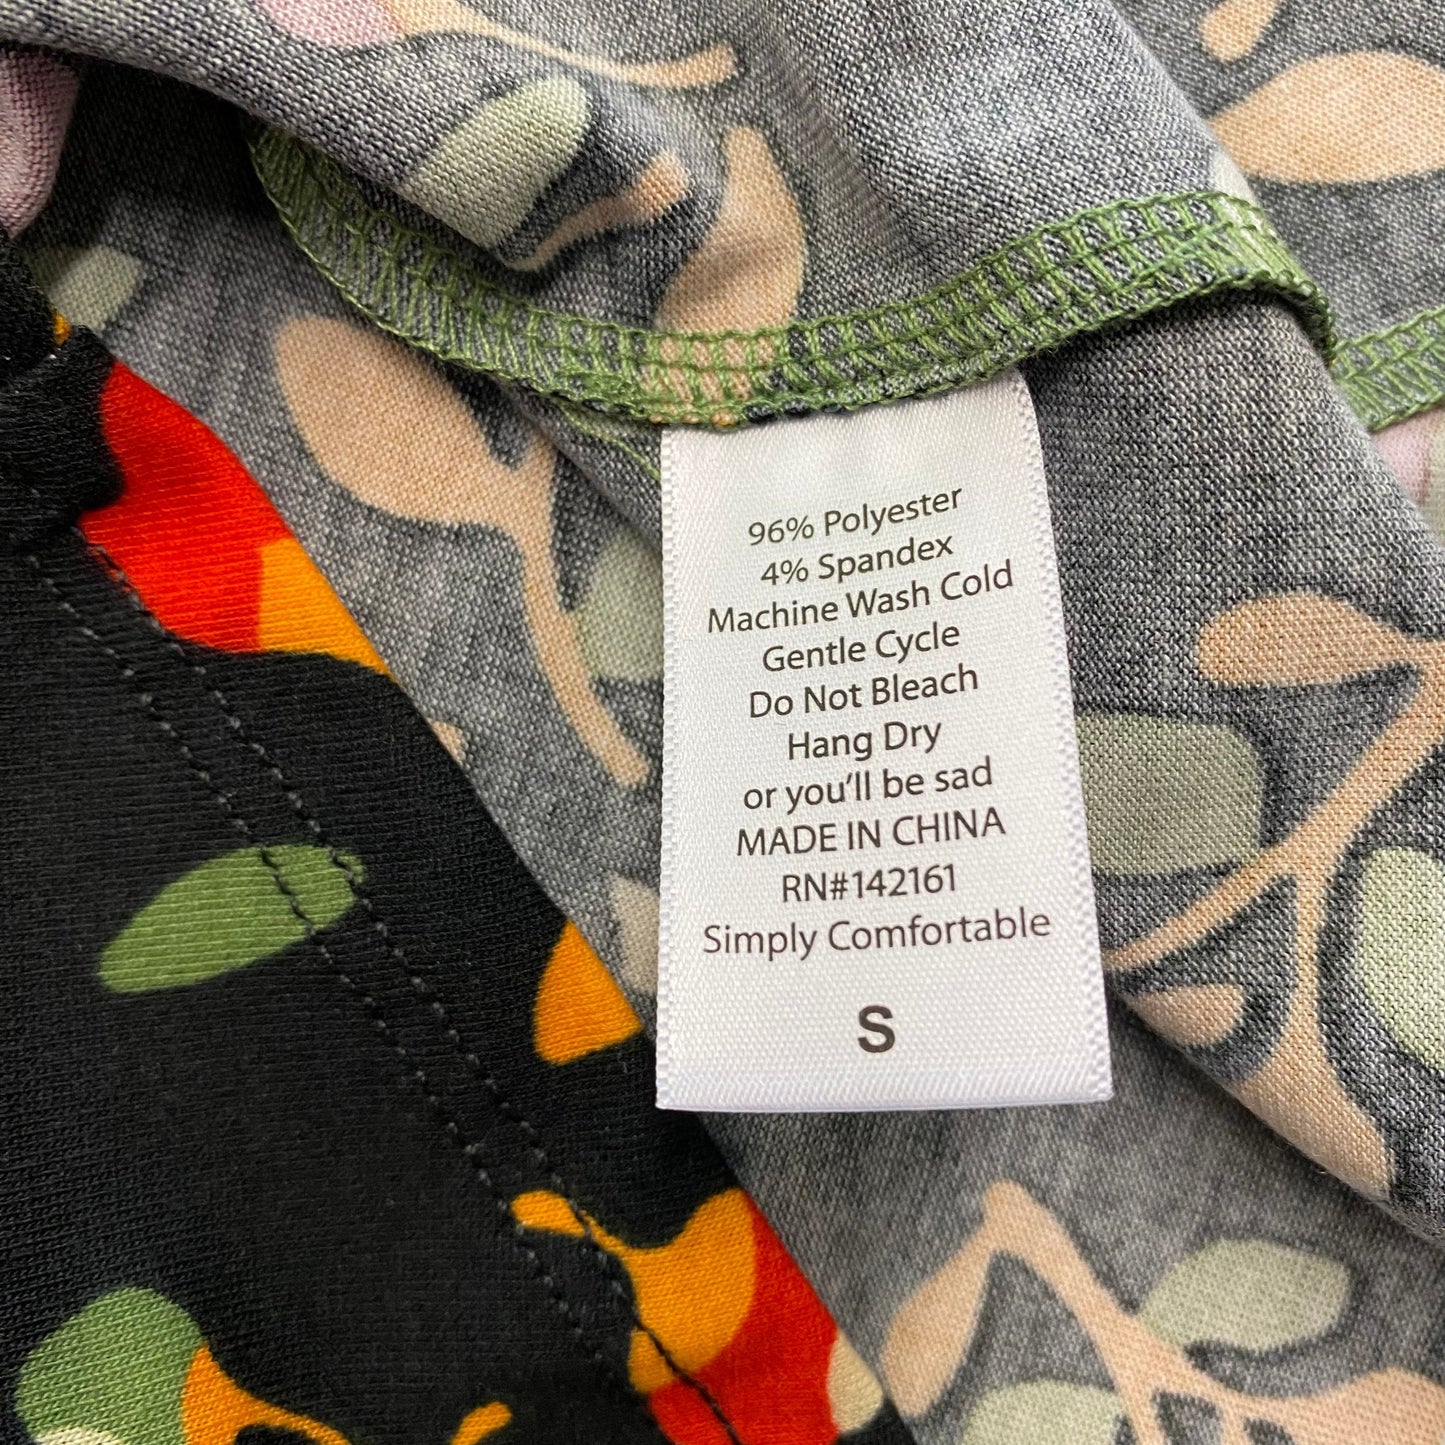 96% Polyester
4% Spandex
Machine Wash Cold
Gentle Cycle
Do Not Bleach
Hang Dry
or you'll be sad
MADE IN CHINA
RN#142161
Simply Comfortable
S